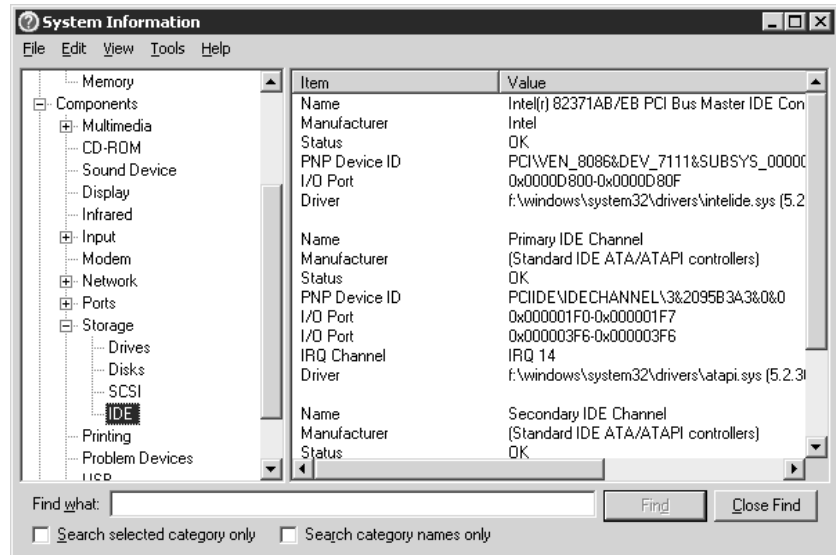 System Information
File Edit View Tools Help
Memory
Components
Multimedia
CD-ROM
Sound Device
Display
Infrared
Input
Modem
Network
Ports
Storage
Drives
Disks
SCSI
IDE
Printing
Problem Devices
USB
Item Value
Name Intel(r) 82371AB/EB PCI Bus Master IDE Con
Manufacturer Intel
Status OK
PNP Device ID PCI\VEN_8086&DEV_7111&SUBSYS_00000
I/O Port 0x0000D800-0x0000D80F
Driver f:\windows\system32\drivers\intelide.sys (5.2
Name Primary IDE Channel
Manufacturer (Standard IDE ATA/ATAPI controllers)
Status OK
PNP Device ID PCIIDE\IDECHANNEL\3&2095B3A3&0&0
I/O Port 0x000001F0-0x000001F7
I/O Port 0x000003F6-0x000003F6
IRQ Channel IRQ 14
Driver f:\windows\system32\drivers\atapi.sys (5.2.3
Name Secondary IDE Channel
Manufacturer (Standard IDE ATA/ATAPI controllers)
Status OK
Find what: Find Close Find
Search selected category only Search category names only